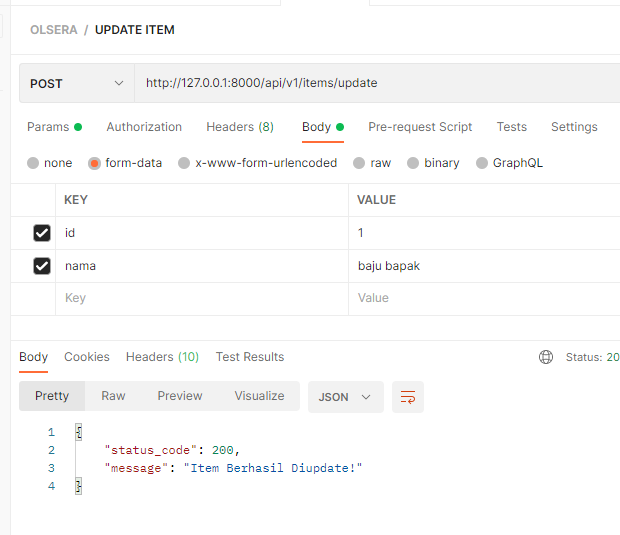 OLSERA / UPDATE ITEM
POST http://127.0.0.1:8000/api/v1/items/update
Params Authorization Headers (8) Body Pre-request Script Tests Settings
none form-data x-www-form-urlencoded raw binary GraphQL
KEY VALUE
id 1
nama baju bapak
Key Value
Body Cookies Headers (10) Test Results Status: 20
Pretty Raw Preview Visualize JSON
1 {
2 "status_code": 200,
3 "message": "Item Berhasil Diupdate!"
4 }